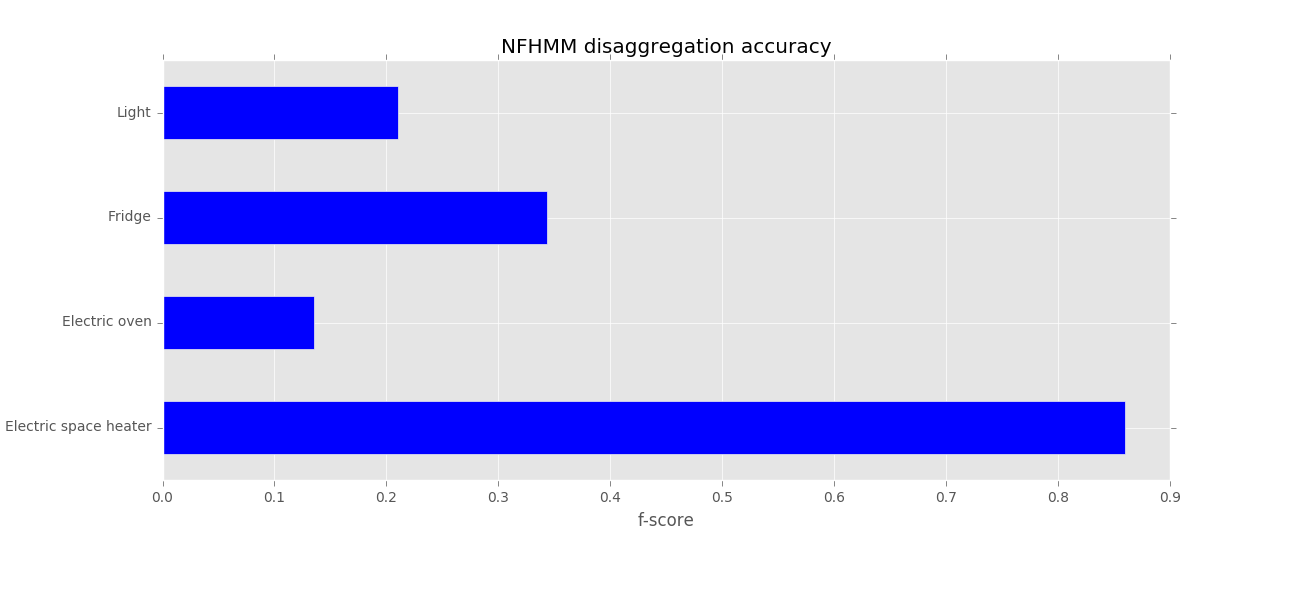 NFHMM disaggregation accuracy
Light
Fridge
Electric oven
Electric space heater
0.0 0.1 0.2 0.3 0.4 0.5 0.6 0.7 0.8 0.9
f-score